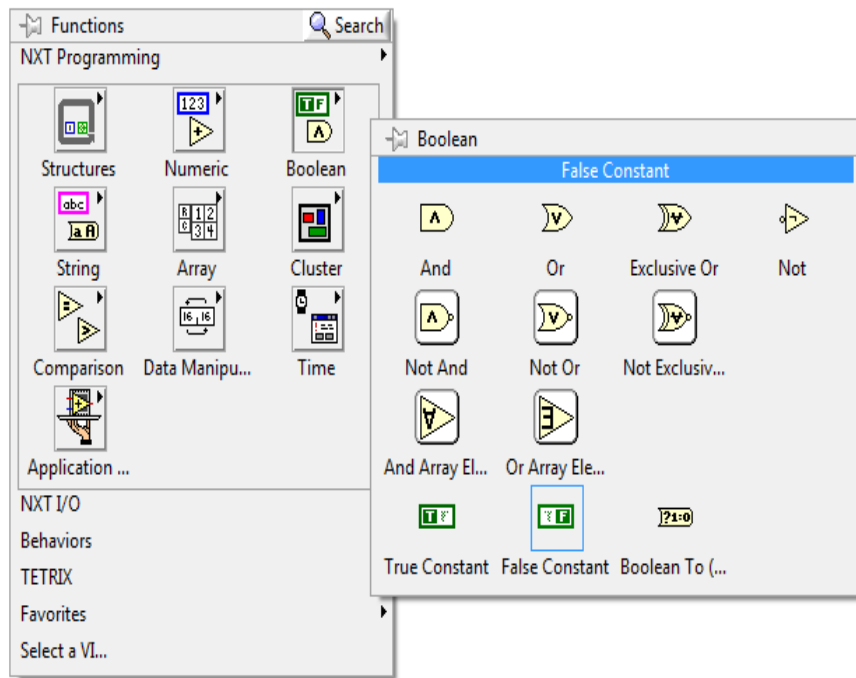 Functions Search
NXT Programming
Structures Numeric Boolean
String Array Cluster
Comparison Data Manipu... Time
Application ...
NXT I/O
Behaviors
TETRIX
Favorites
Select a VI...
Boolean
False Constant
And Or Exclusive Or Not
Not And Not Or Not Exclusiv...
And Array El... Or Array Ele...
True Constant False Constant Boolean To (...